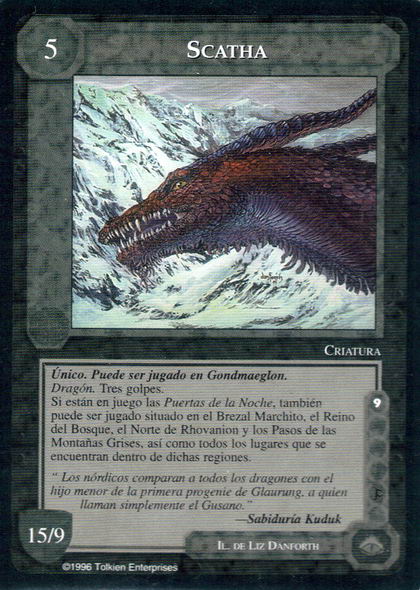 5
SCATHA
CRIATURA
Único. Puede ser jugado en Gondmaeglon.
Dragón. Tres golpes.
Si están en juego las Puertas de la Noche, también
puede ser jugado situado en el Brezal Marchito, el Reino
del Bosque, el Norte de Rhovanion y los Pasos de las
Montañas Grises, así como todos los lugares que se
encuentran dentro de dichas regiones.
9
“ Los nórdicos comparan a todos los dragones con el
hijo menor de la primera progenie de Glaurung, a quien
llaman simplemente el Gusano.”
—Sabiduría Kuduk
F
15/9
IL. DE LIZ DANFORTH
©1996 Tolkien Enterprises